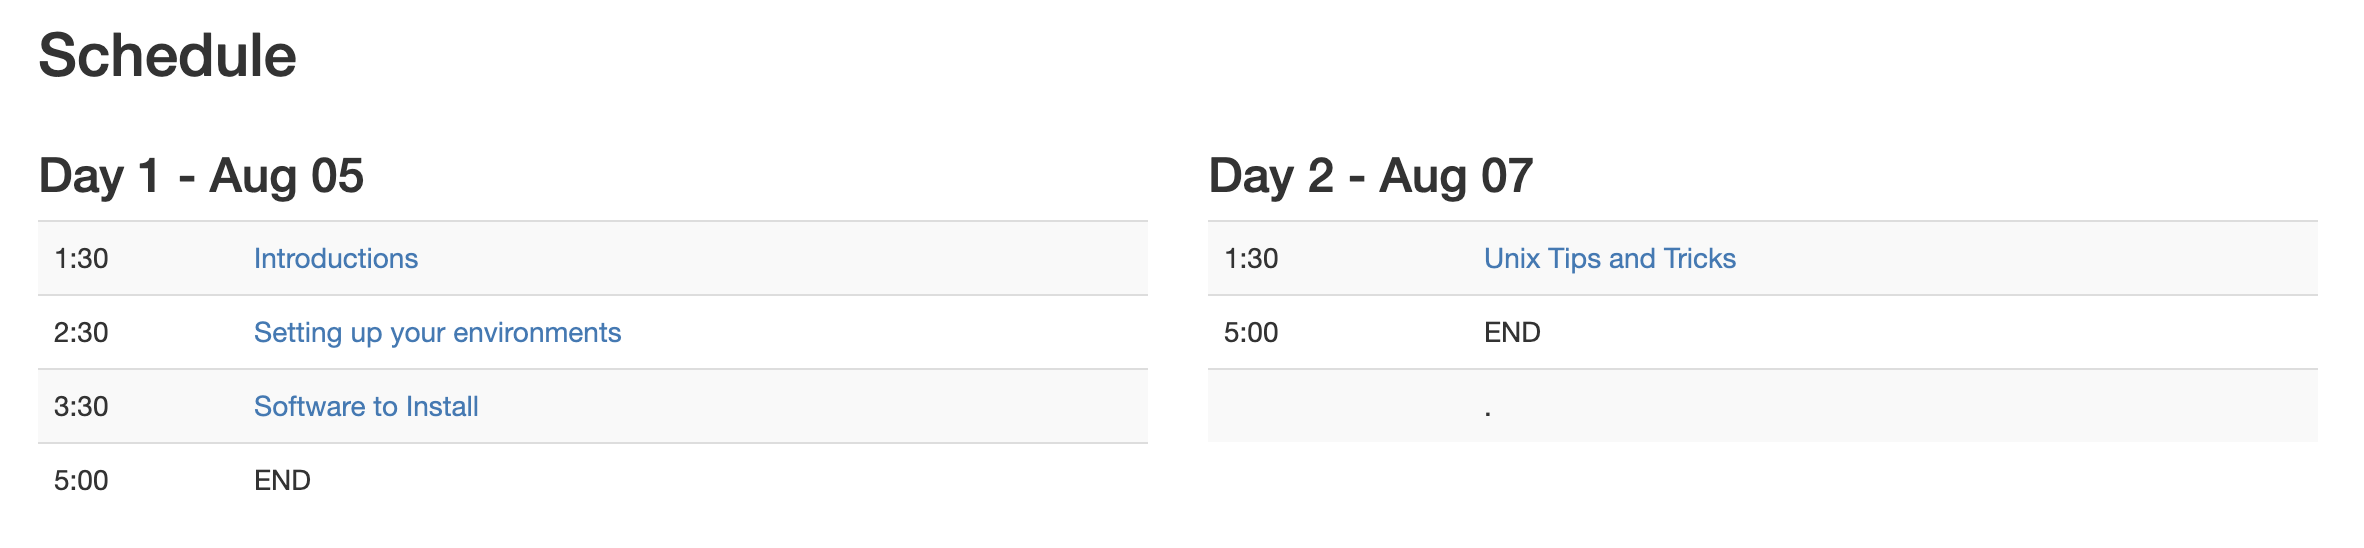 Schedule
Day 1 - Aug 05
1:30 Introductions
2:30 Setting up your environments
3:30 Software to Install
5:00 END
Day 2 - Aug 07
1:30 Unix Tips and Tricks
5:00 END
.